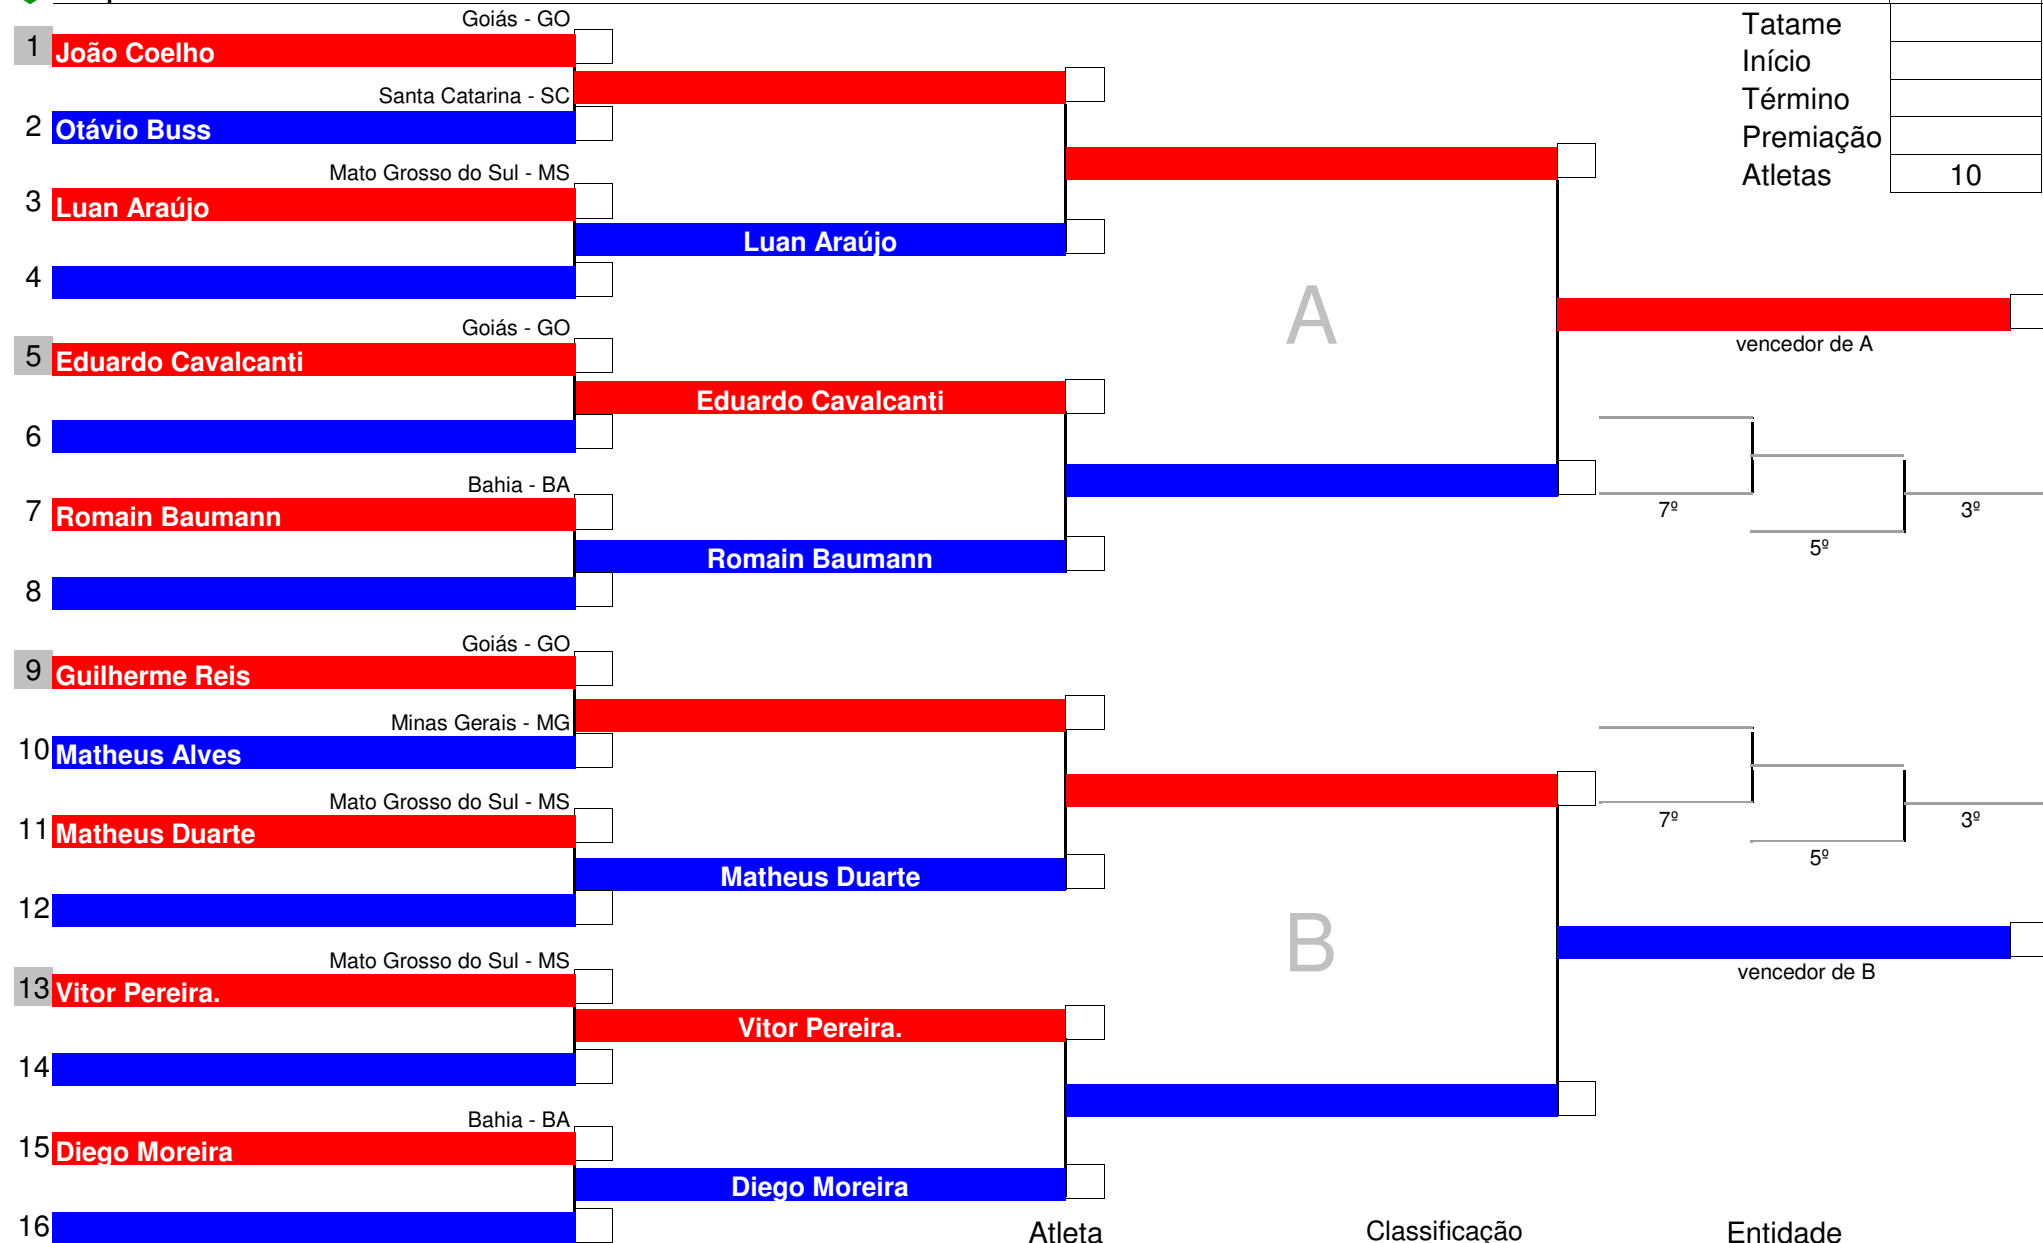 Goiás - GO
Tatame
1 João Coelho
Início
Santa Catarina - SC
Término
2 Otávio Buss
Premiação
Mato Grosso do Sul - MS
Atletas 10
3 Luan Araújo
Luan Araújo
4
A
Goiás - GO
vencedor de A
5 Eduardo Cavalcanti
Eduardo Cavalcanti
6
Bahia - BA
7 Romain Baumann
7º 3º
5º
Romain Baumann
8
Goiás - GO
9 Guilherme Reis
Minas Gerais - MG
10 Matheus Alves
Mato Grosso do Sul - MS
7º 3º
11 Matheus Duarte
5º
Matheus Duarte
12
B
Mato Grosso do Sul - MS
vencedor de B
13 Vitor Pereira.
Vitor Pereira.
14
Bahia - BA
15 Diego Moreira
Diego Moreira
16
Atleta Classificação Entidade